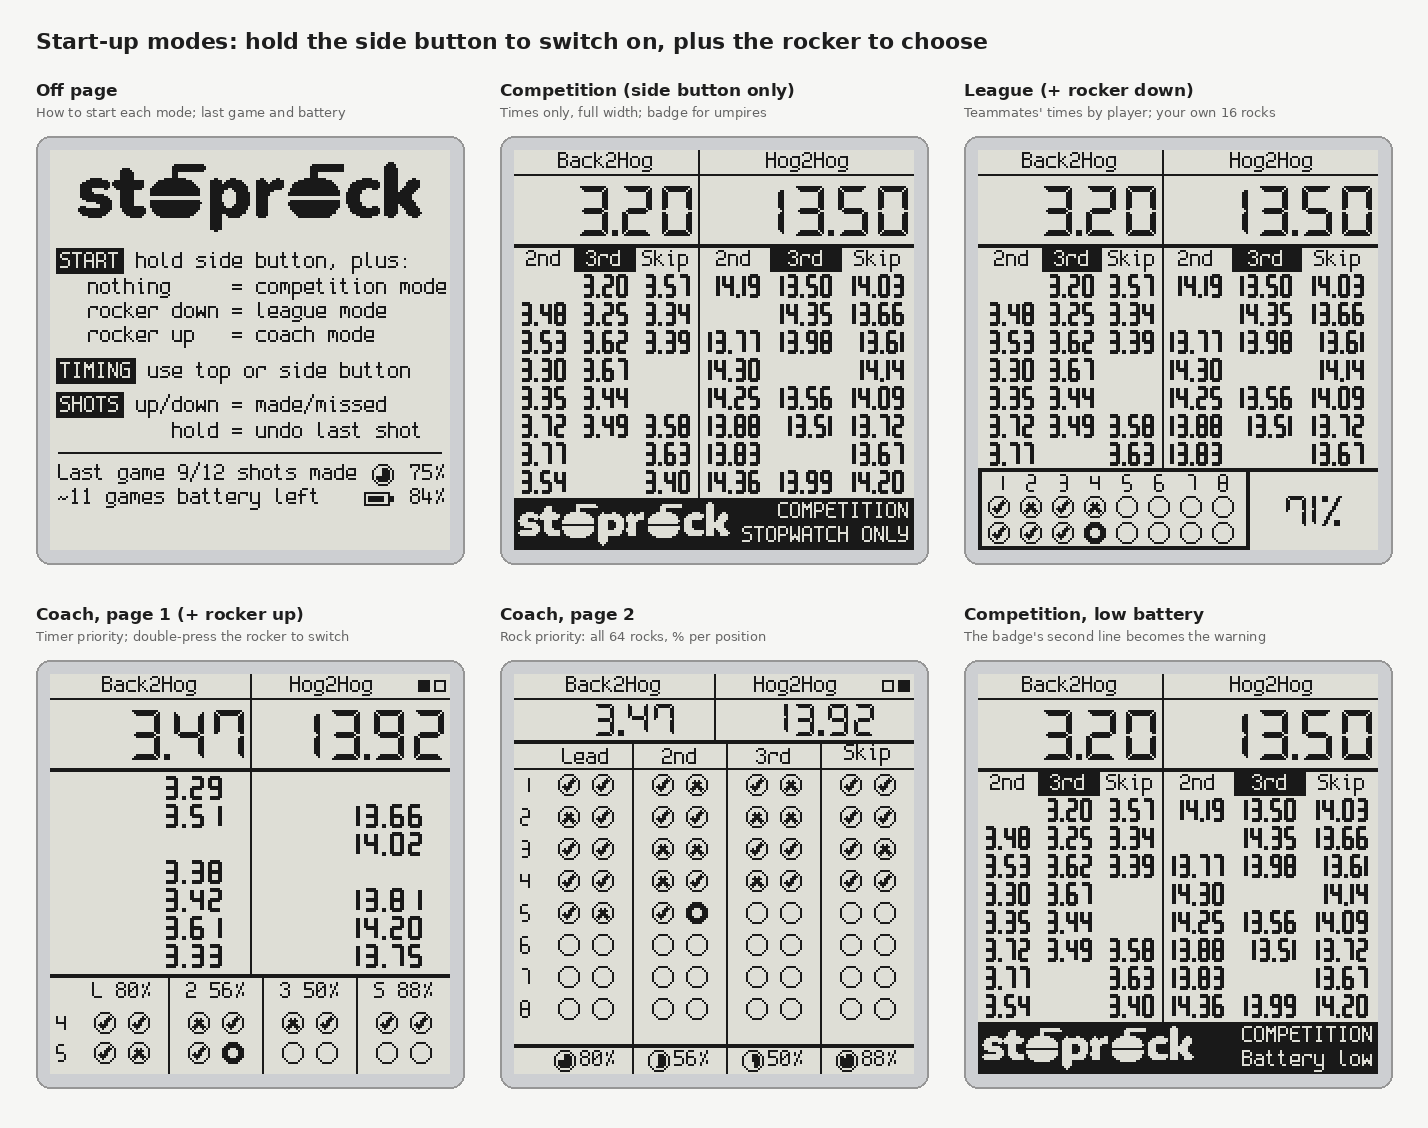 Start-up modes: hold the side button to switch on, plus the rocker to choose
Off page
How to start each mode; last game and battery
stoprock
START hold side button, plus:
nothing = competition mode
rocker down = league mode
rocker up = coach mode
TIMING use top or side button
SHOTS up/down = made/missed
hold = undo last shot
Last game 9/12 shots made 75%
~11 games battery left 84%
Competition (side button only)
Times only, full width; badge for umpires
Back2Hog Hog2Hog
3.20 13.50
2nd 3rd Skip 2nd 3rd Skip
3.20 3.57 14.19 13.50 14.03
3.48 3.25 3.34 14.35 13.66
3.53 3.62 3.39 13.77 13.98 13.61
3.30 3.67 14.30 14.14
3.35 3.44 14.25 13.56 14.09
3.72 3.49 3.58 13.88 13.51 13.72
3.77 3.63 13.83 13.67
3.54 3.40 14.36 13.99 14.20
stoprock COMPETITION
STOPWATCH ONLY
League (+ rocker down)
Teammates' times by player; your own 16 rocks
Back2Hog Hog2Hog
3.20 13.50
2nd 3rd Skip 2nd 3rd Skip
3.20 3.57 14.19 13.50 14.03
3.48 3.25 3.34 14.35 13.66
3.53 3.62 3.39 13.77 13.98 13.61
3.30 3.67 14.30 14.14
3.35 3.44 14.25 13.56 14.09
3.72 3.49 3.58 13.88 13.51 13.72
3.77 3.63 13.83 13.67
1 2 3 4 5 6 7 8
71%
Coach, page 1 (+ rocker up)
Timer priority; double-press the rocker to switch
Back2Hog Hog2Hog
3.47 13.92
3.29
3.51 13.66
14.02
3.38
3.42 13.81
3.61 14.20
3.33 13.75
L 80% 2 56% 3 50% S 88%
4
5
Coach, page 2
Rock priority: all 64 rocks, % per position
Back2Hog Hog2Hog
3.47 13.92
Lead 2nd 3rd Skip
1
2
3
4
5
6
7
8
80% 56% 50% 88%
Competition, low battery
The badge's second line becomes the warning
Back2Hog Hog2Hog
3.20 13.50
2nd 3rd Skip 2nd 3rd Skip
3.20 3.57 14.19 13.50 14.03
3.48 3.25 3.34 14.35 13.66
3.53 3.62 3.39 13.77 13.98 13.61
3.30 3.67 14.30 14.14
3.35 3.44 14.25 13.56 14.09
3.72 3.49 3.58 13.88 13.51 13.72
3.77 3.63 13.83 13.67
3.54 3.40 14.36 13.99 14.20
stoprock COMPETITION
Battery low